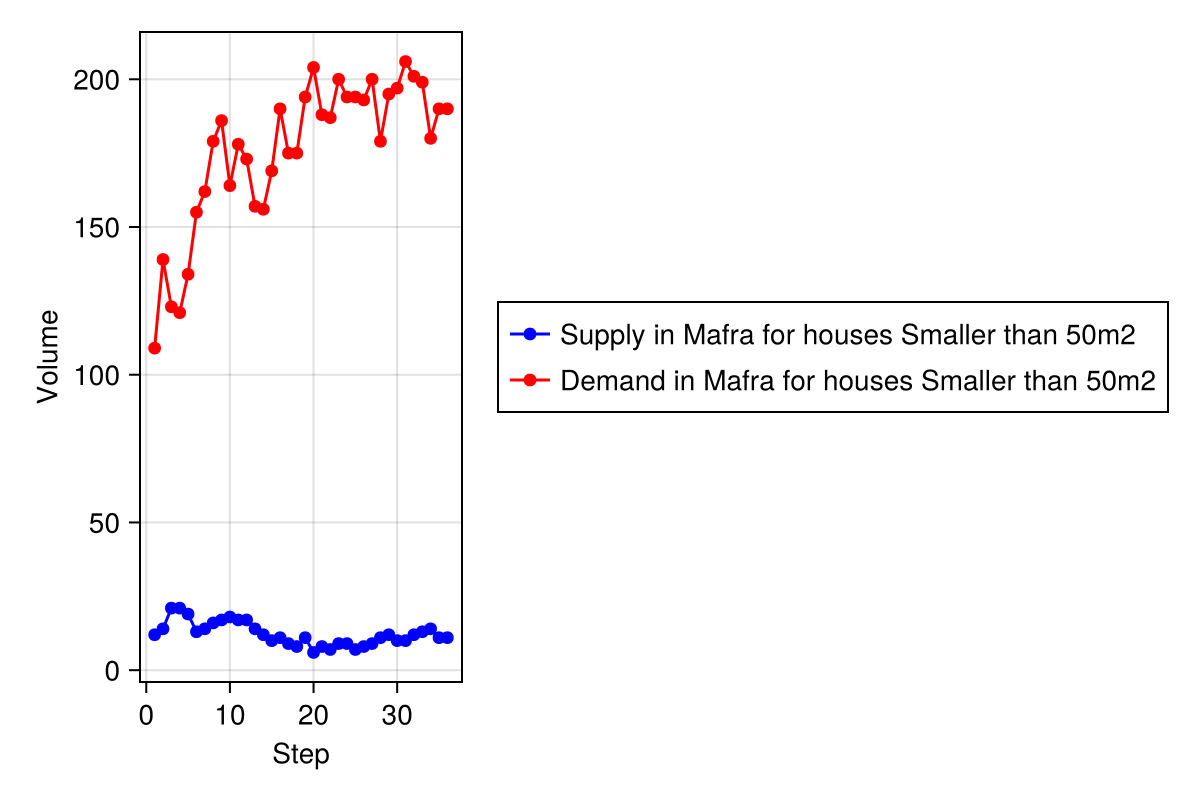 200
150
100
50
0
Volume
0 10 20 30
Step
Supply in Mafra for houses Smaller than 50m2
Demand in Mafra for houses Smaller than 50m2